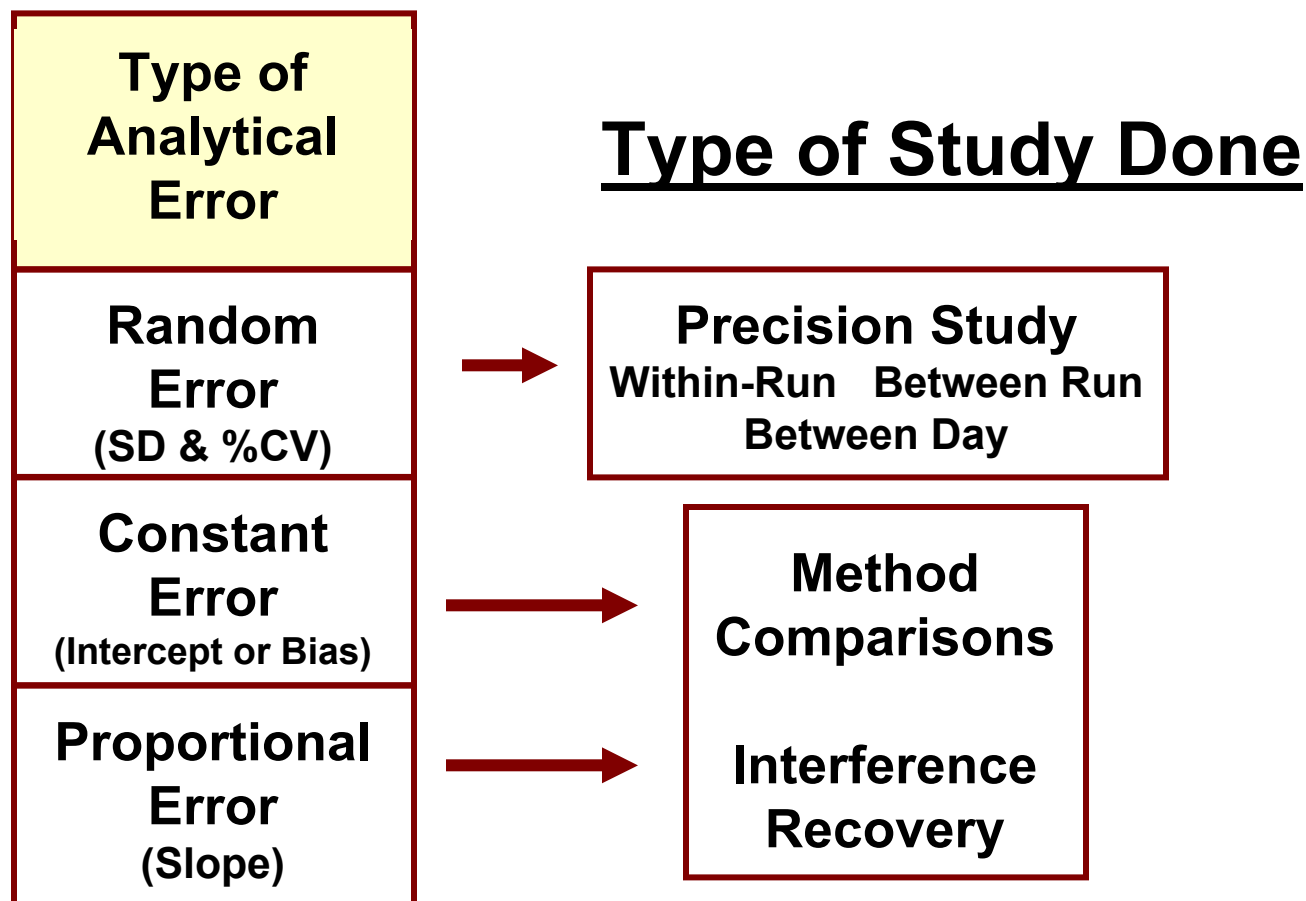 Type of
Analytical
Error
Type of Study Done
Random
Error
(SD & %CV)
Precision Study
Within-Run Between Run
Between Day
Constant
Error
(Intercept or Bias)
Method
Comparisons
Proportional
Error
(Slope)
Interference
Recovery